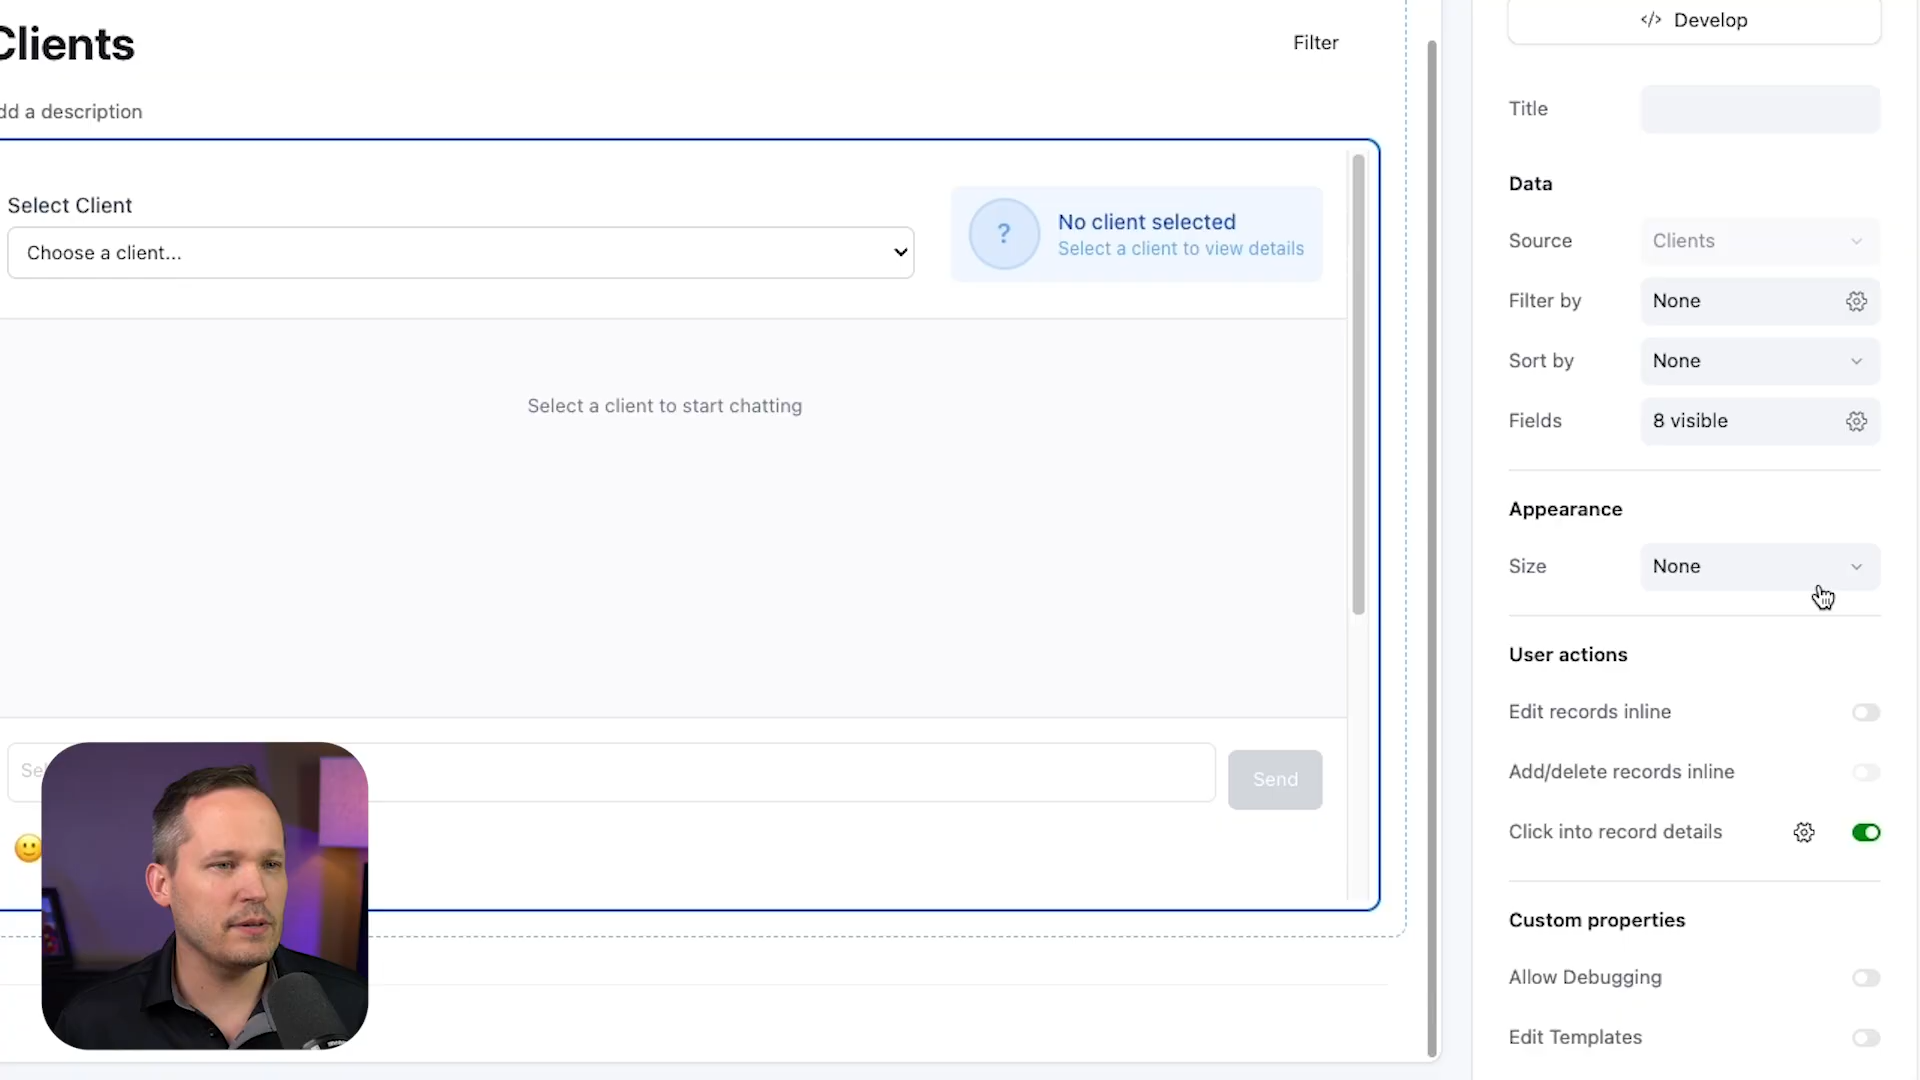 Clients
Filter
dd a description
Select Client
Choose a client...
?
No client selected
Select a client to view details
Select a client to start chatting
Se
Send
</> Develop
Title
Data
Source
Clients
Filter by
None
Sort by
None
Fields
8 visible
Appearance
Size
None
User actions
Edit records inline
Add/delete records inline
Click into record details
Custom properties
Allow Debugging
Edit Templates